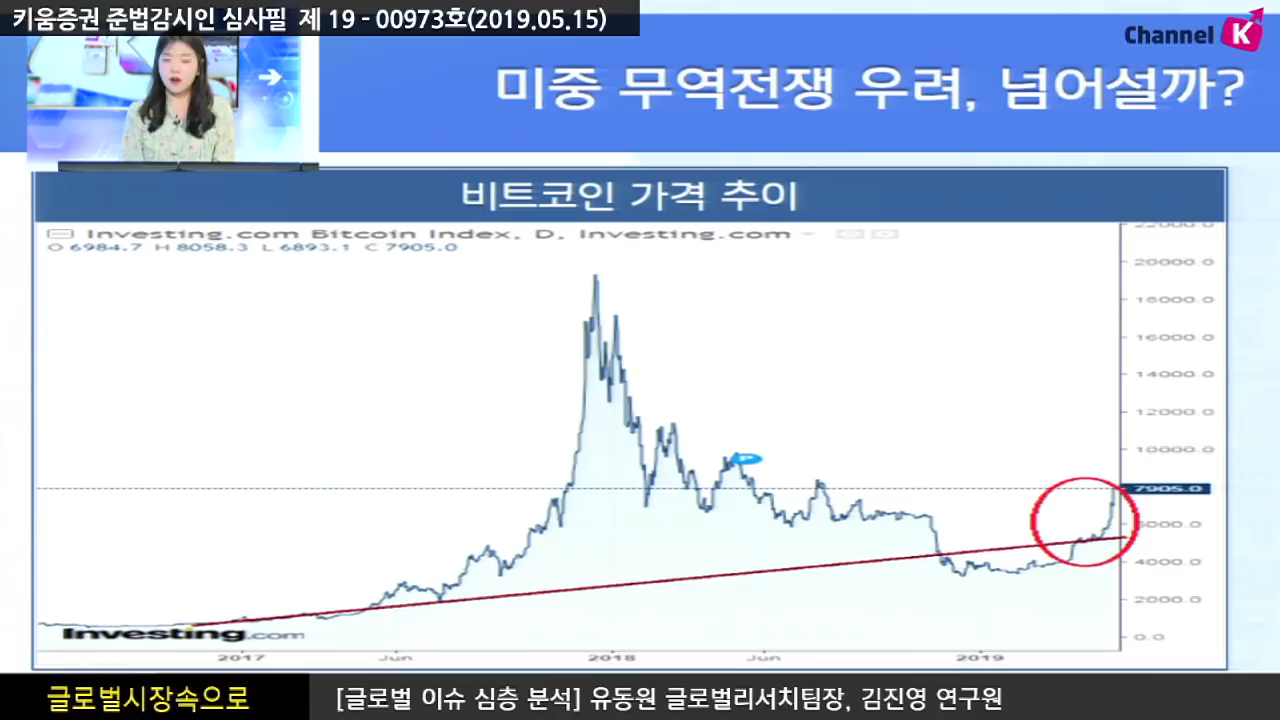 키움증권 준법감시인 심사필 제 19 - 00973호(2019.05.15)
Channel K
미중 무역전쟁 우려, 넘어설까?
비트코인 가격 추이
Investing.com Bitcoin Index, D, Investing.com
O 6984.7 H 8058.3 L 6893.1 C 7905.0
22000.0
20000.0
18000.0
16000.0
14000.0
12000.0
10000.0
7905.0
6000.0
4000.0
2000.0
0.0
Investing.com
2017 Jun 2018 Jun 2019
글로벌시장속으로
[글로벌 이슈 심층 분석] 유동원 글로벌리서치팀장, 김진영 연구원